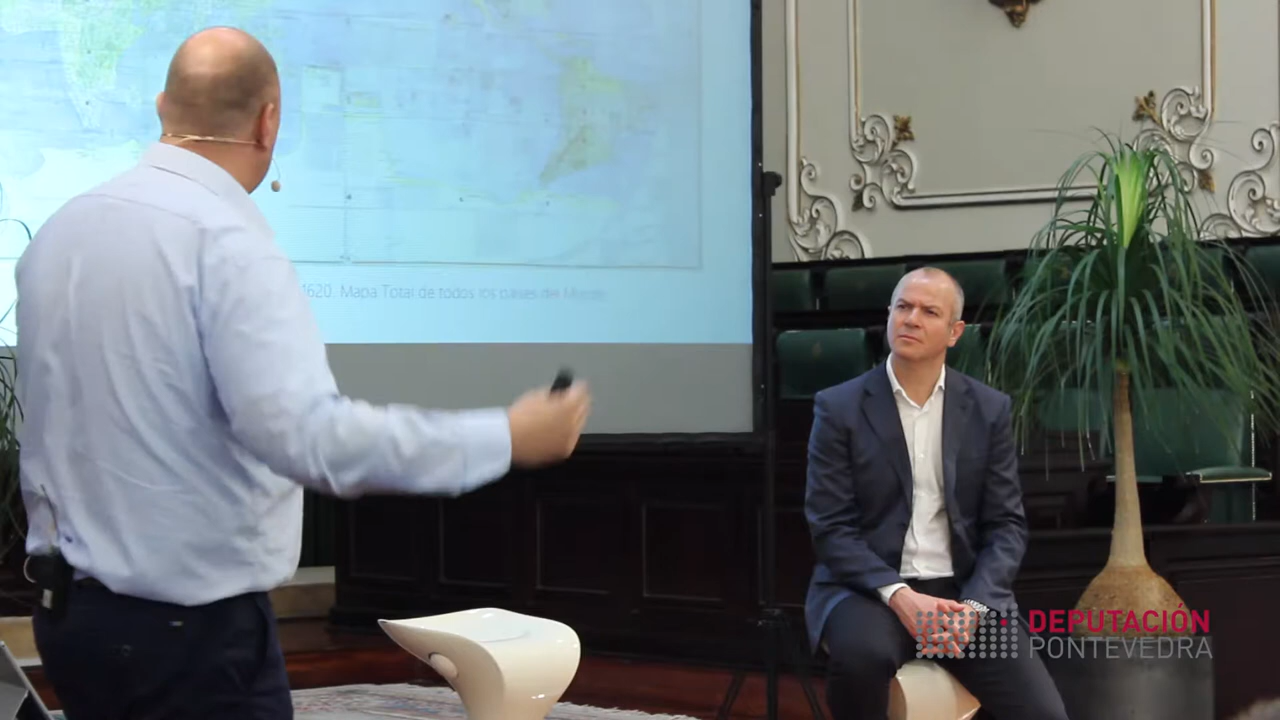 1620. Mapa Total de todos los países del Mundo
DEPUTACIÓN
PONTEVEDRA